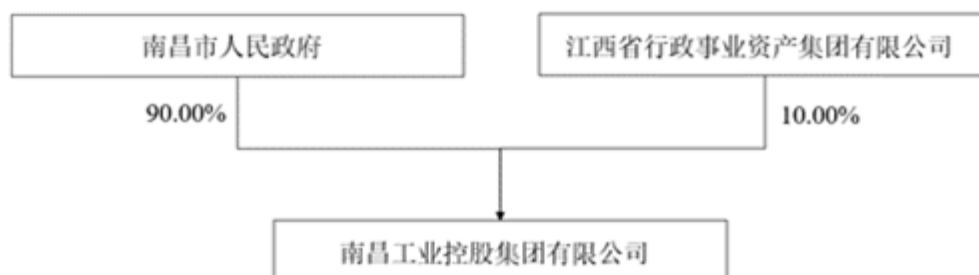 南昌市人民政府
江西省行政事业资产集团有限公司
90.00%
10.00%
南昌工业控股集团有限公司